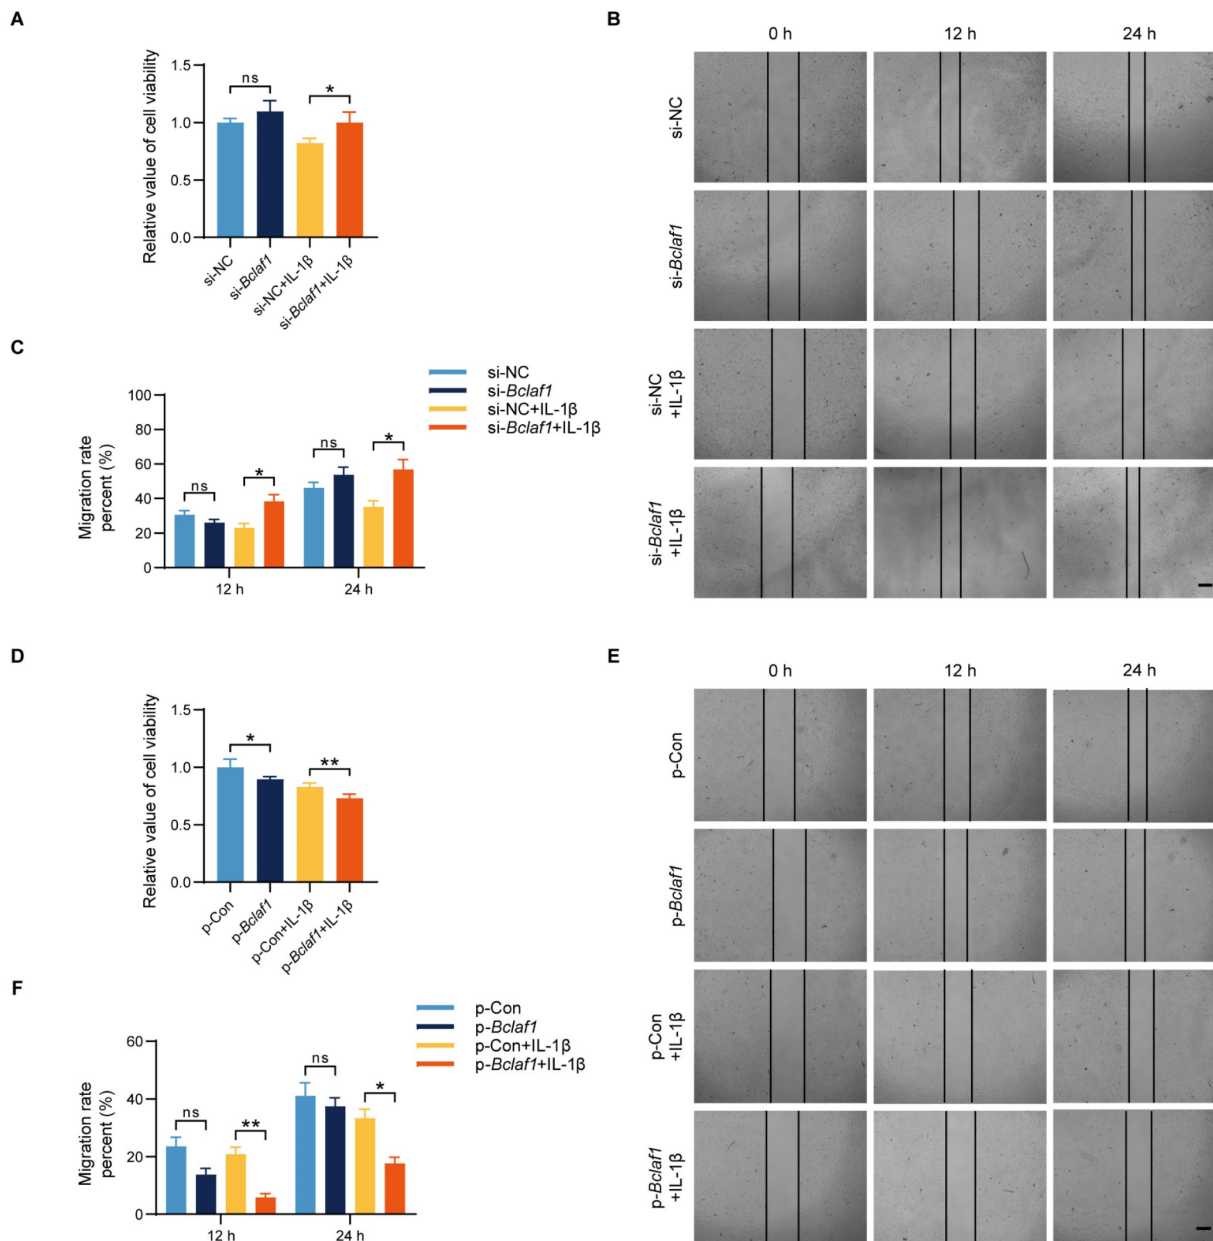 A
Relative value of cell viability
1.5
1.0
0.5
0.0
ns
*
si-NC
si-Bclaf1
si-NC+IL-1β
si-Bclaf1+IL-1β
B
0 h
12 h
24 h
si-NC
si-Bclaf1
si-NC
+IL-1β
si-Bclaf1
+IL-1β
C
si-NC
si-Bclaf1
si-NC+IL-1β
si-Bclaf1+IL-1β
Migration rate
percent (%)
100
80
60
40
20
0
ns
*
ns
*
12 h
24 h
D
Relative value of cell viability
1.5
1.0
0.5
0.0
*
**
p-Con
p-Bclaf1
p-Con+IL-1β
p-Bclaf1+IL-1β
E
0 h
12 h
24 h
p-Con
p-Bclaf1
p-Con
+IL-1β
p-Bclaf1
+IL-1β
F
p-Con
p-Bclaf1
p-Con+IL-1β
p-Bclaf1+IL-1β
Migration rate
percent (%)
60
40
20
0
ns
**
ns
*
12 h
24 h